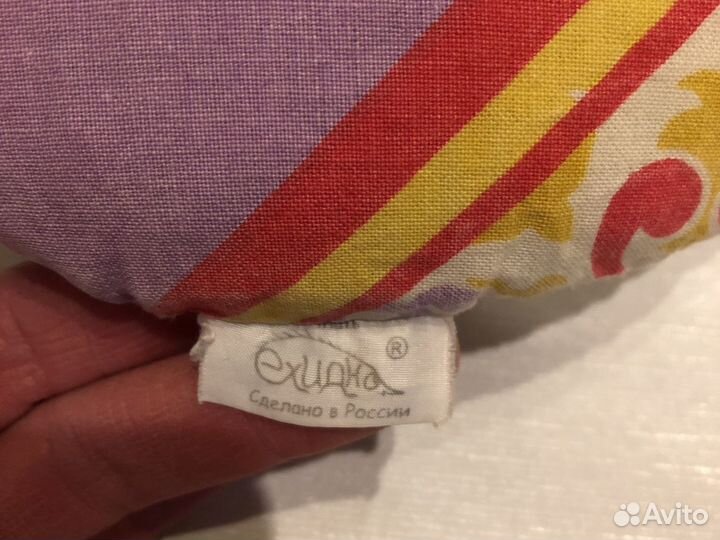 ехидна®
Сделано в России
Avito